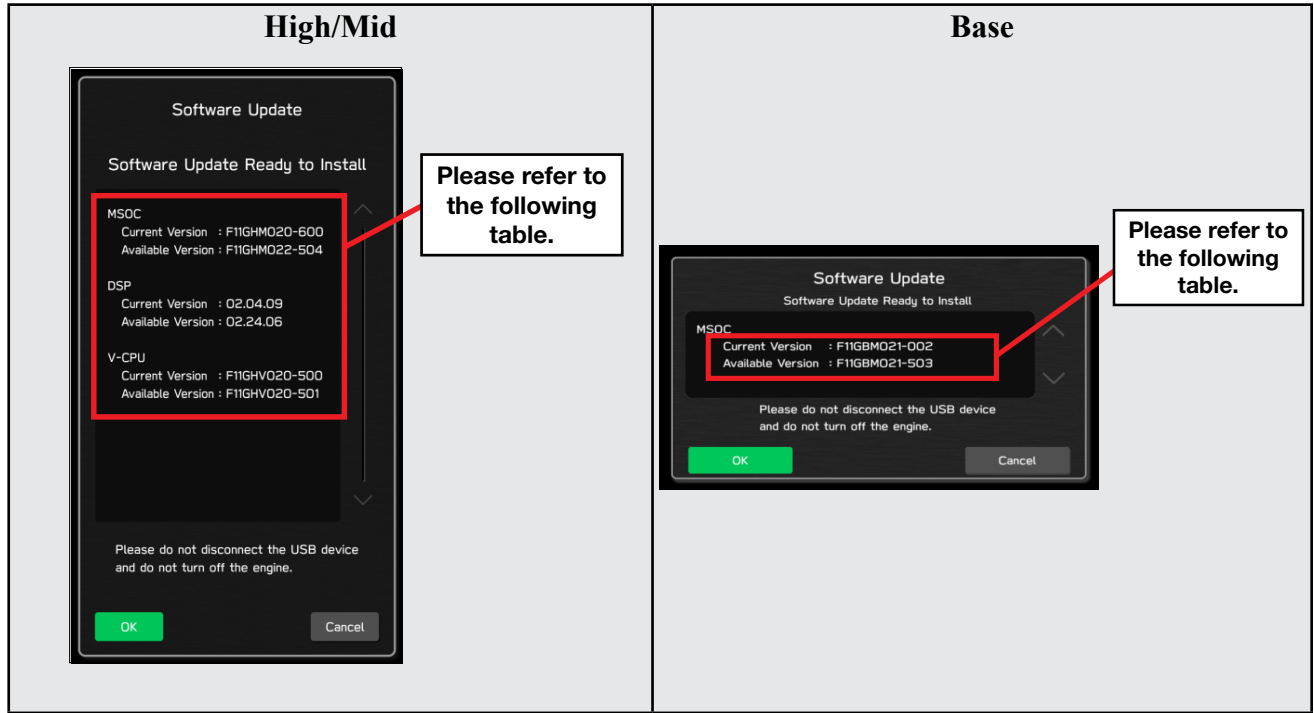 High/Mid
Software Update
Software Update Ready to Install
MSOC
Current Version : F11GHM020-600
Available Version : F11GHM022-504
DSP
Current Version : 02.04.09
Available Version : 02.24.06
V-CPU
Current Version : F11GHV020-500
Available Version : F11GHV020-501
Please do not disconnect the USB device
and do not turn off the engine.
OK
Cancel
Please refer to
the following
table.
Base
Software Update
Software Update Ready to Install
MSOC
Current Version : F11GBM021-002
Available Version : F11GBM021-503
Please do not disconnect the USB device
and do not turn off the engine.
OK
Cancel
Please refer to
the following
table.